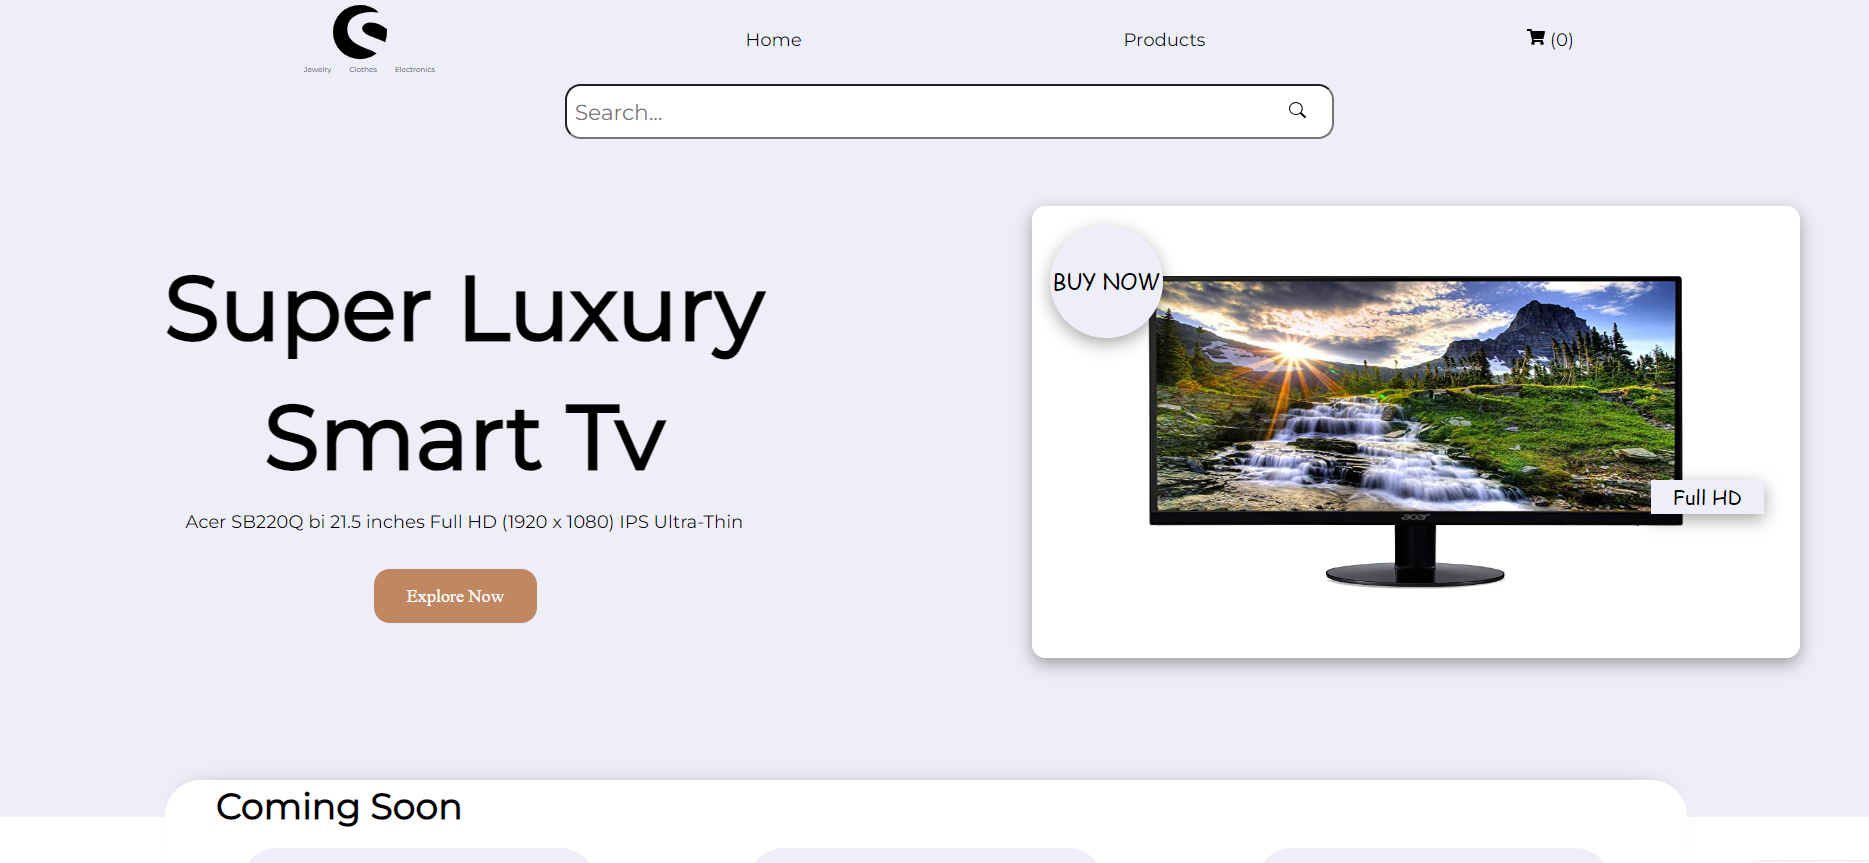 Jewelry Clothes Electronics
Home
Products
(0)
Search...
BUY NOW
Super Luxury
Smart Tv
Acer SB220Q bi 21.5 inches Full HD (1920 x 1080) IPS Ultra-Thin
Explore Now
Full HD
acer
Coming Soon